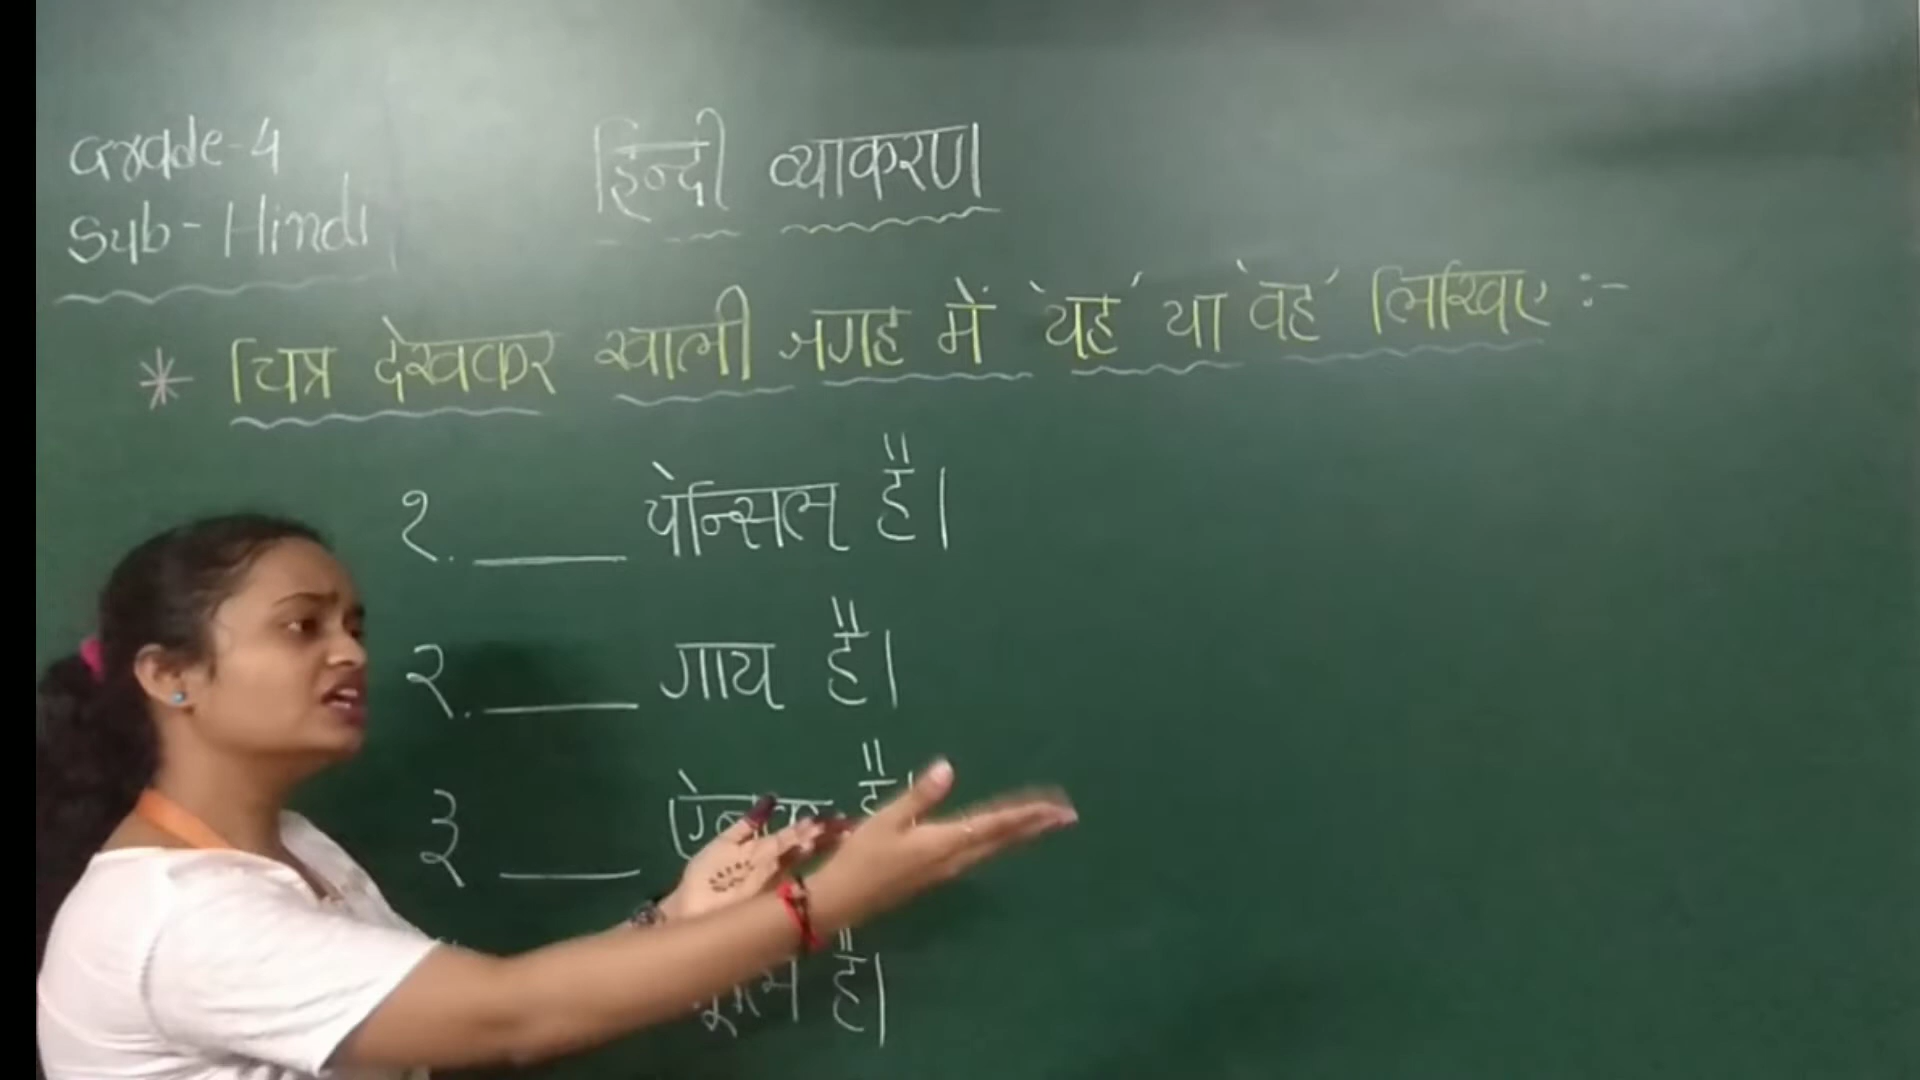 Grade-4
Sub-Hindi
हिन्दी व्याकरण
* चित्र देखकर खाली जगह में 'यह' या 'वह' लिखिए :-
१. ____ पेन्सिल है।
२. ____ गाय है।
३ ____ है।
है।